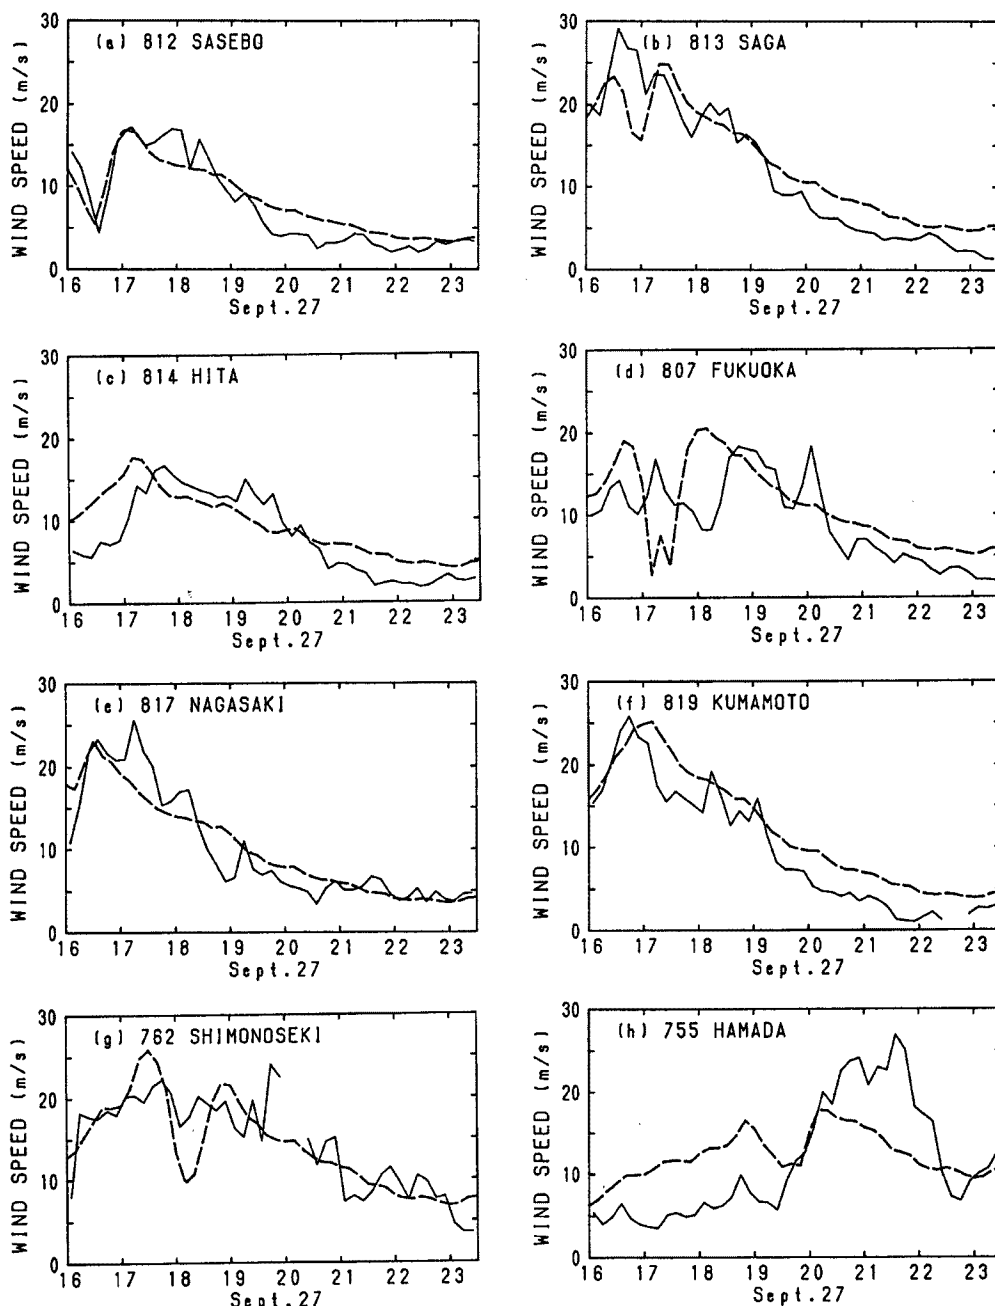 30
(a) 812 SASEBO
20
10
0
WIND SPEED (m/s)
16 17 18 19 20 21 22 23
Sept.27
30
(b) 813 SAGA
20
10
0
WIND SPEED (m/s)
16 17 18 19 20 21 22 23
Sept.27
30
(c) 814 HITA
20
10
0
WIND SPEED (m/s)
16 17 18 19 20 21 22 23
Sept.27
30
(d) 807 FUKUOKA
20
10
0
WIND SPEED (m/s)
16 17 18 19 20 21 22 23
Sept.27
30
(e) 817 NAGASAKI
20
10
0
WIND SPEED (m/s)
16 17 18 19 20 21 22 23
Sept.27
30
(f) 819 KUMAMOTO
20
10
0
WIND SPEED (m/s)
16 17 18 19 20 21 22 23
Sept.27
30
(g) 762 SHIMONOSEKI
20
10
0
WIND SPEED (m/s)
16 17 18 19 20 21 22 23
Sept.27
30
(h) 755 HAMADA
20
10
0
WIND SPEED (m/s)
16 17 18 19 20 21 22 23
Sept.27